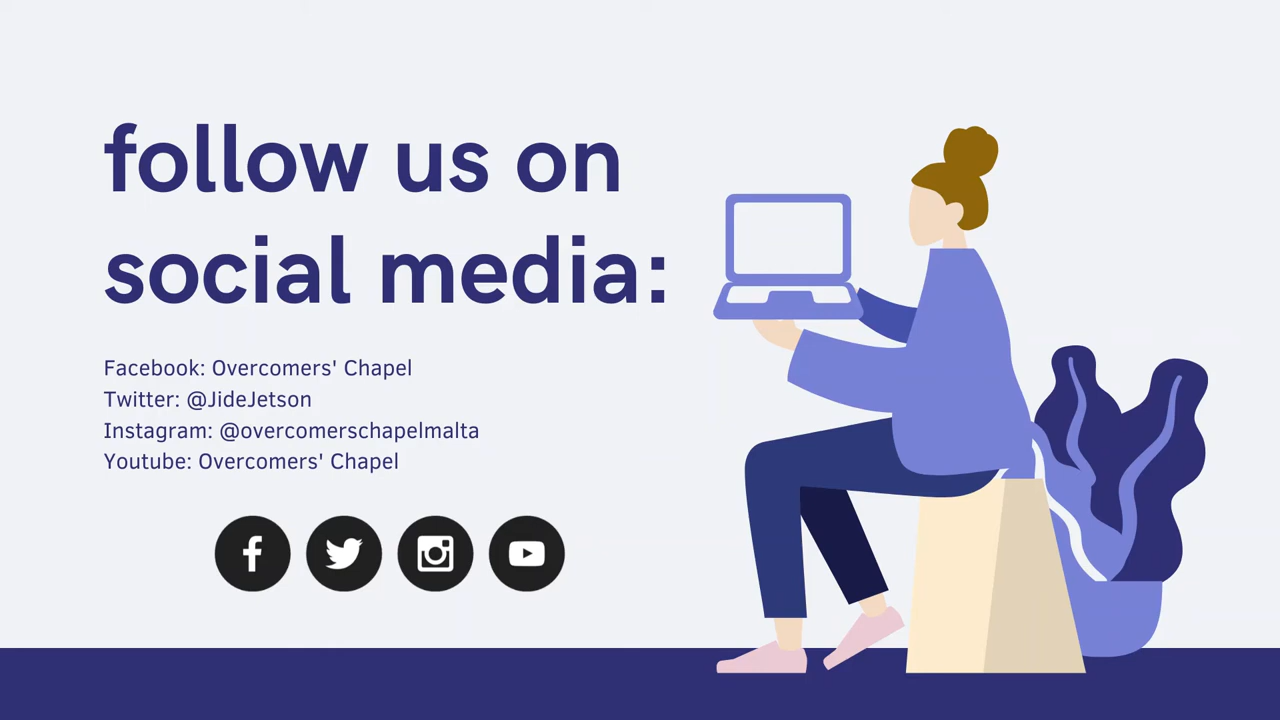 follow us on
social media:
Facebook: Overcomers' Chapel
Twitter: @JideJetson
Instagram: @overcomerschapelmalta
Youtube: Overcomers' Chapel